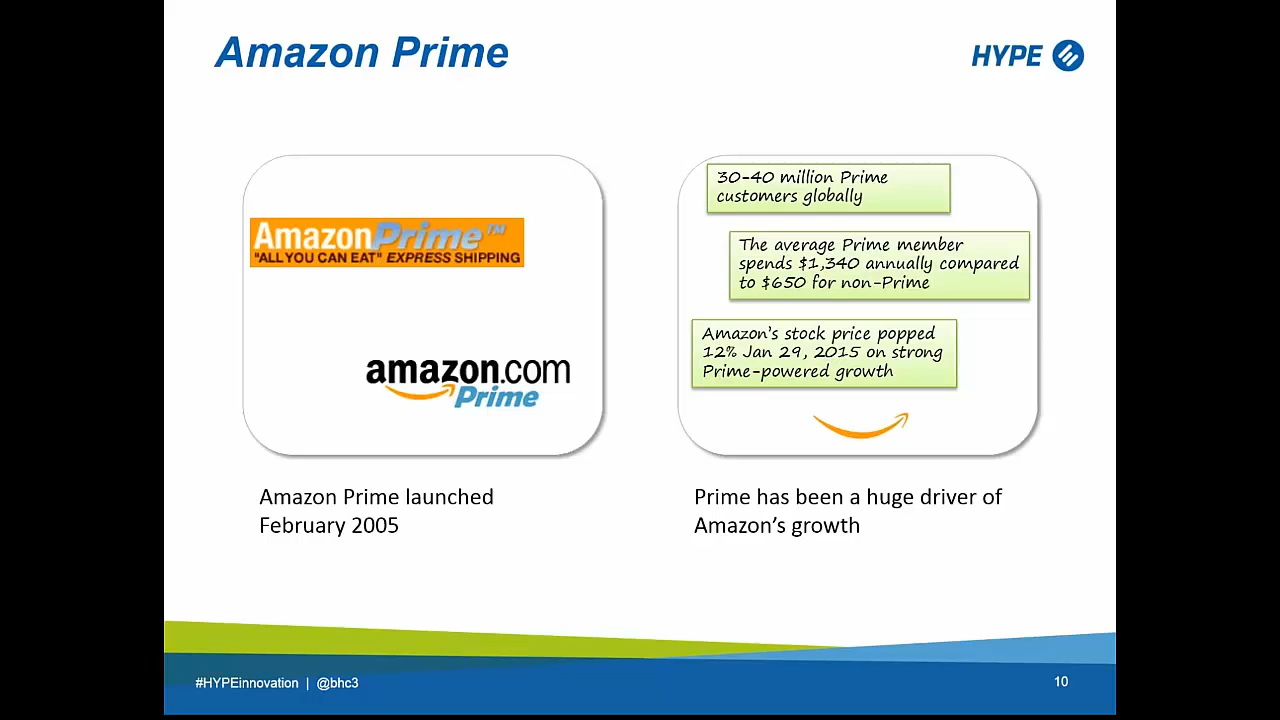 Amazon Prime
HYPE
AmazonPrime™
"ALL YOU CAN EAT" EXPRESS SHIPPING
amazon.com
Prime
30-40 million Prime
customers globally
The average Prime member
spends $1,340 annually compared
to $650 for non-Prime
Amazon's stock price popped
12% Jan 29, 2015 on strong
Prime-powered growth
Amazon Prime launched
February 2005
Prime has been a huge driver of
Amazon's growth
#HYPEinnovation | @bhc3
10